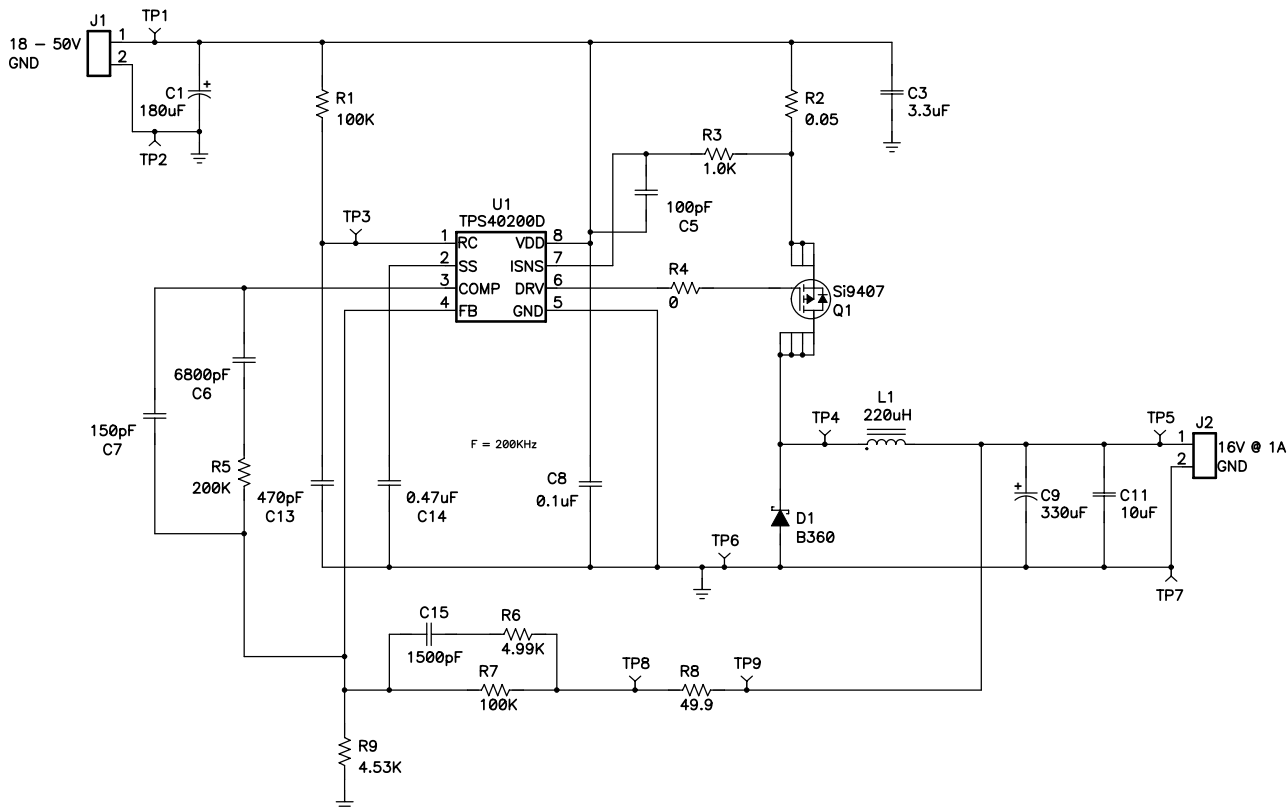 J1
TP1
18 - 50V
GND
1
2
C1
180uF
TP2
R1
100K
R2
0.05
C3
3.3uF
R3
1.0K
100pF
C5
U1
TPS40200D
TP3
1 RC VDD 8
2 SS ISNS 7
3 COMP DRV 6
4 FB GND 5
R4
0
Si9407
Q1
6800pF
C6
150pF
C7
R5
200K
470pF
C13
0.47uF
C14
F = 200KHz
C8
0.1uF
TP4
L1
220uH
TP5
J2
1
2
16V @ 1A
GND
D1
B360
C9
330uF
C11
10uF
TP6
TP7
C15
1500pF
R6
4.99K
R7
100K
TP8
R8
49.9
TP9
R9
4.53K